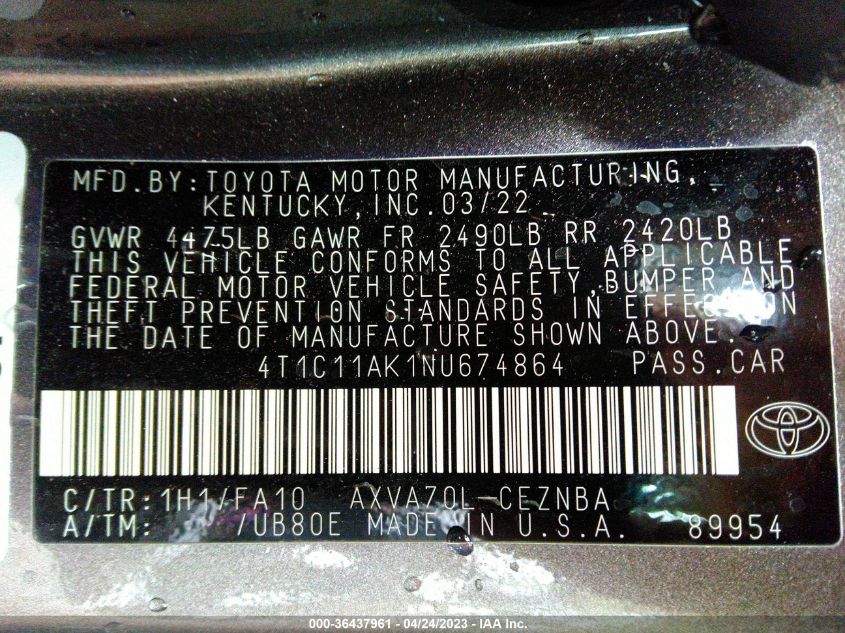 MFD.BY:TOYOTA MOTOR MANUFACTURING,
KENTUCKY,INC.03/22
GVWR 4475LB GAWR FR 2490LB RR 2420LB
THIS VEHICLE CONFORMS TO ALL APPLICABLE
FEDERAL MOTOR VEHICLE SAFETY,BUMPER AND
THEFT PREVENTION STANDARDS IN EFFECT ON
THE DATE OF MANUFACTURE SHOWN ABOVE.
4T1C11AK1NU674864 PASS.CAR
C/TR:1H1/FA10 AXVA70L-CEZNBA
A/TM: /UB80E MADE IN U.S.A. 89954
000-36437961 - 04/24/2023 - IAA Inc.